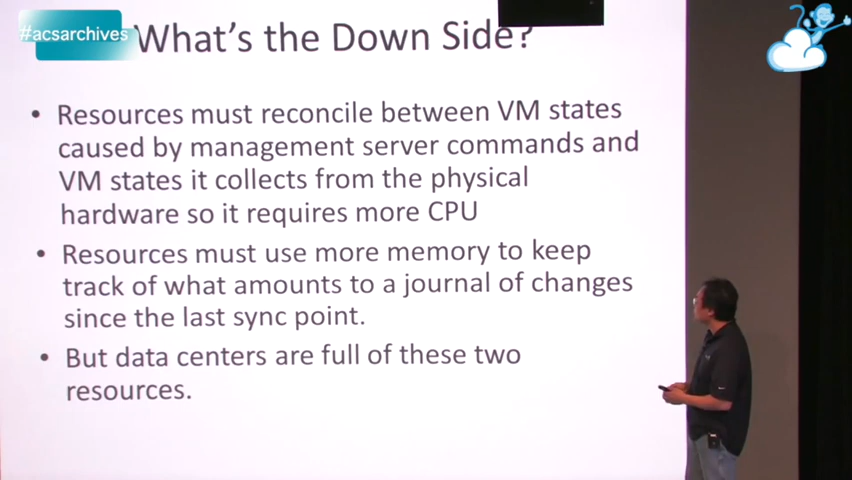 #acsarchives
What's the Down Side?
• Resources must reconcile between VM states
caused by management server commands and
VM states it collects from the physical
hardware so it requires more CPU
• Resources must use more memory to keep
track of what amounts to a journal of changes
since the last sync point.
• But data centers are full of these two
resources.